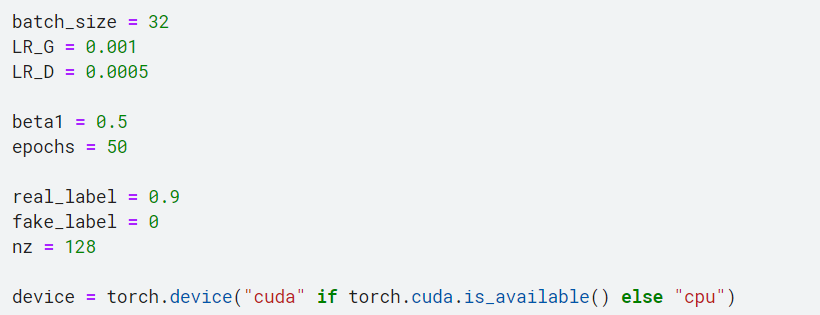 batch_size = 32
LR_G = 0.001
LR_D = 0.0005
beta1 = 0.5
epochs = 50
real_label = 0.9
fake_label = 0
nz = 128
device = torch.device("cuda" if torch.cuda.is_available() else "cpu")